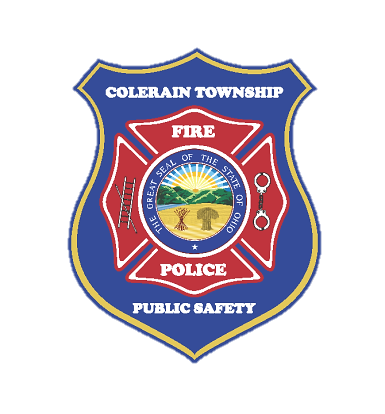 COLERAIN TOWNSHIP
FIRE
THE GREAT SEAL OF THE STATE OF OHIO
POLICE
PUBLIC SAFETY